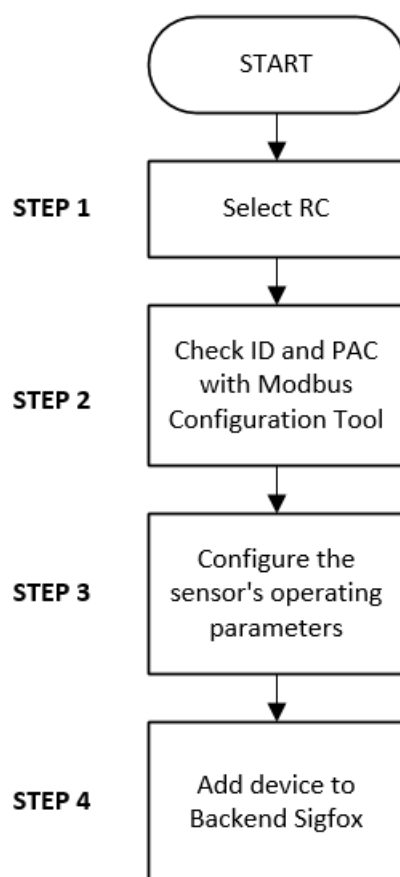 START
STEP 1
Select RC
STEP 2
Check ID and PAC
with Modbus
Configuration Tool
STEP 3
Configure the
sensor's operating
parameters
STEP 4
Add device to
Backend Sigfox